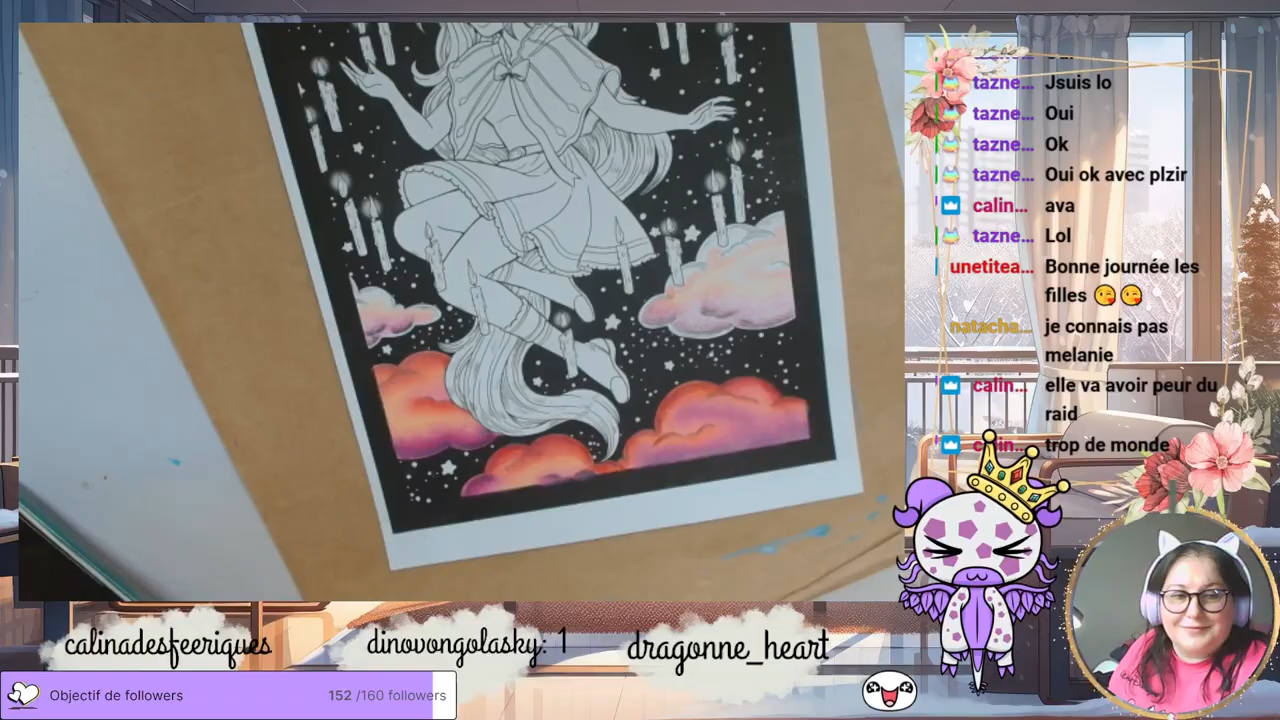 tazne... Jsuis lo
tazne... Oui
tazne... Ok
tazne... Oui ok avec plzir
calin... ava
tazne... Lol
unetitea... Bonne journée les
filles 😘😘
natacha... je connais pas
melanie
calin... elle va avoir peur du
raid
calin... trop de monde
calinadesfeeriques
dinovongolasky: 1
dragonne_heart
Objectif de followers
152 /160 followers